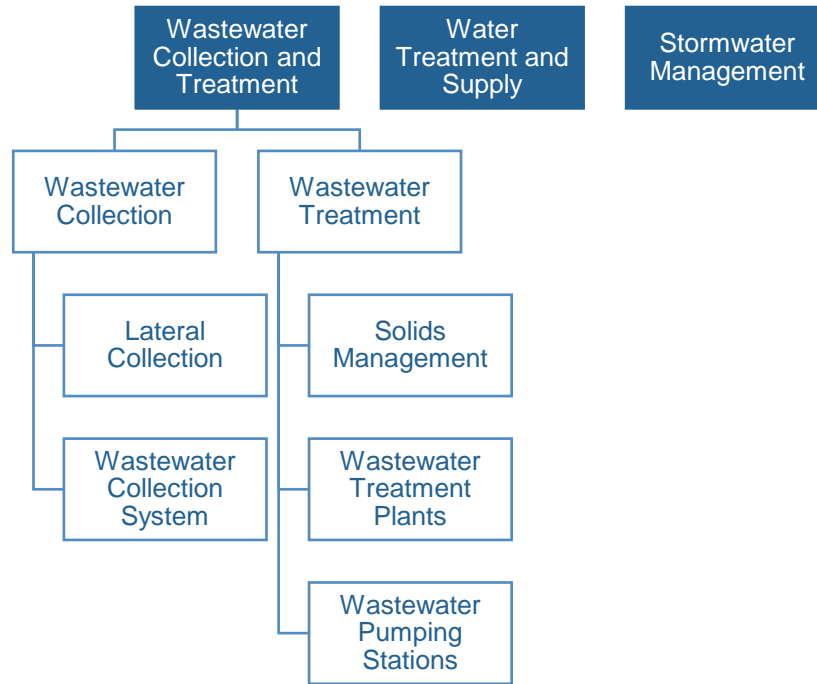 Wastewater
Collection and
Treatment
Water
Treatment and
Supply
Stormwater
Management
Wastewater
Collection
Wastewater
Treatment
Lateral
Collection
Solids
Management
Wastewater
Collection
System
Wastewater
Treatment
Plants
Wastewater
Pumping
Stations